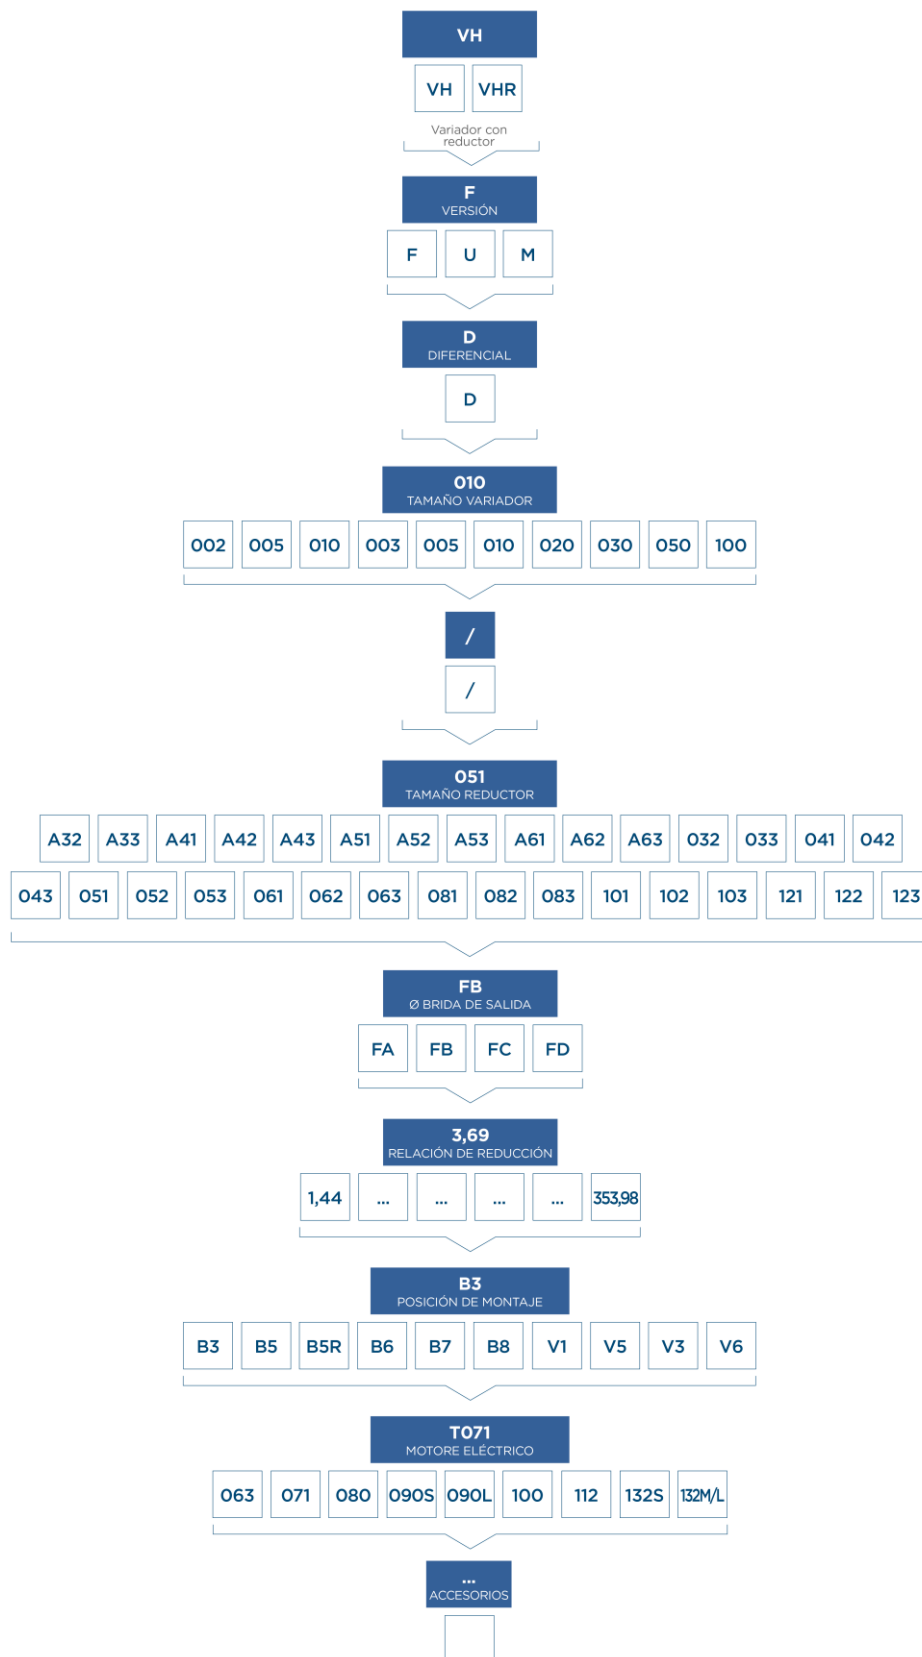 VH
VH VHR
Variador con
reductor
F
VERSIÓN
F U M
D
DIFERENCIAL
D
010
TAMAÑO VARIADOR
002 005 010 003 005 010 020 030 050 100
/
/
051
TAMAÑO REDUCTOR
A32 A33 A41 A42 A43 A51 A52 A53 A61 A62 A63 032 033 041 042
043 051 052 053 061 062 063 081 082 083 101 102 103 121 122 123
FB
Ø BRIDA DE SALIDA
FA FB FC FD
3,69
RELACIÓN DE REDUCCIÓN
1,44 ... ... ... ... 353,98
B3
POSICIÓN DE MONTAJE
B3 B5 B5R B6 B7 B8 V1 V5 V3 V6
T071
MOTORE ELÉCTRICO
063 071 080 090S 090L 100 112 132S 132M/L
...
ACCESORIOS